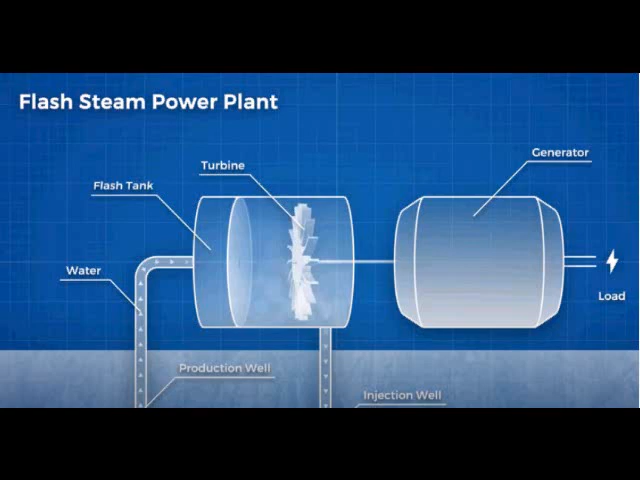 Flash Steam Power Plant
Generator
Turbine
Flash Tank
Water
Load
Production Well
Injection Well